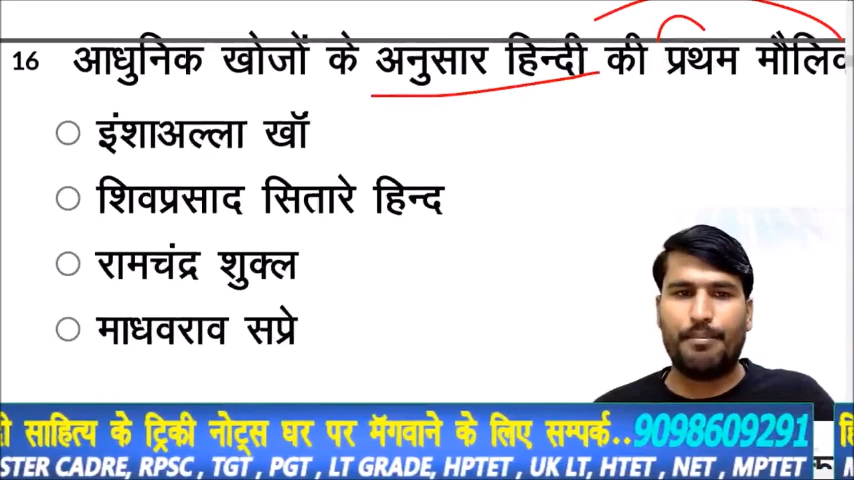 16 आधुनिक खोजों के अनुसार हिन्दी की प्रथम
इंशाअल्ला खॉ
शिवप्रसाद सितारे हिन्द
रामचंद्र शुक्ल
माधवराव सप्रे
साहित्य के ट्रिकी नोट्स घर पर मॅगवाने के लिए सम्पर्क..9098609291
STER CADRE, RPSC , TGT , PGT , LT GRADE, HPTET , UK LT, HTET , NET , MPTET